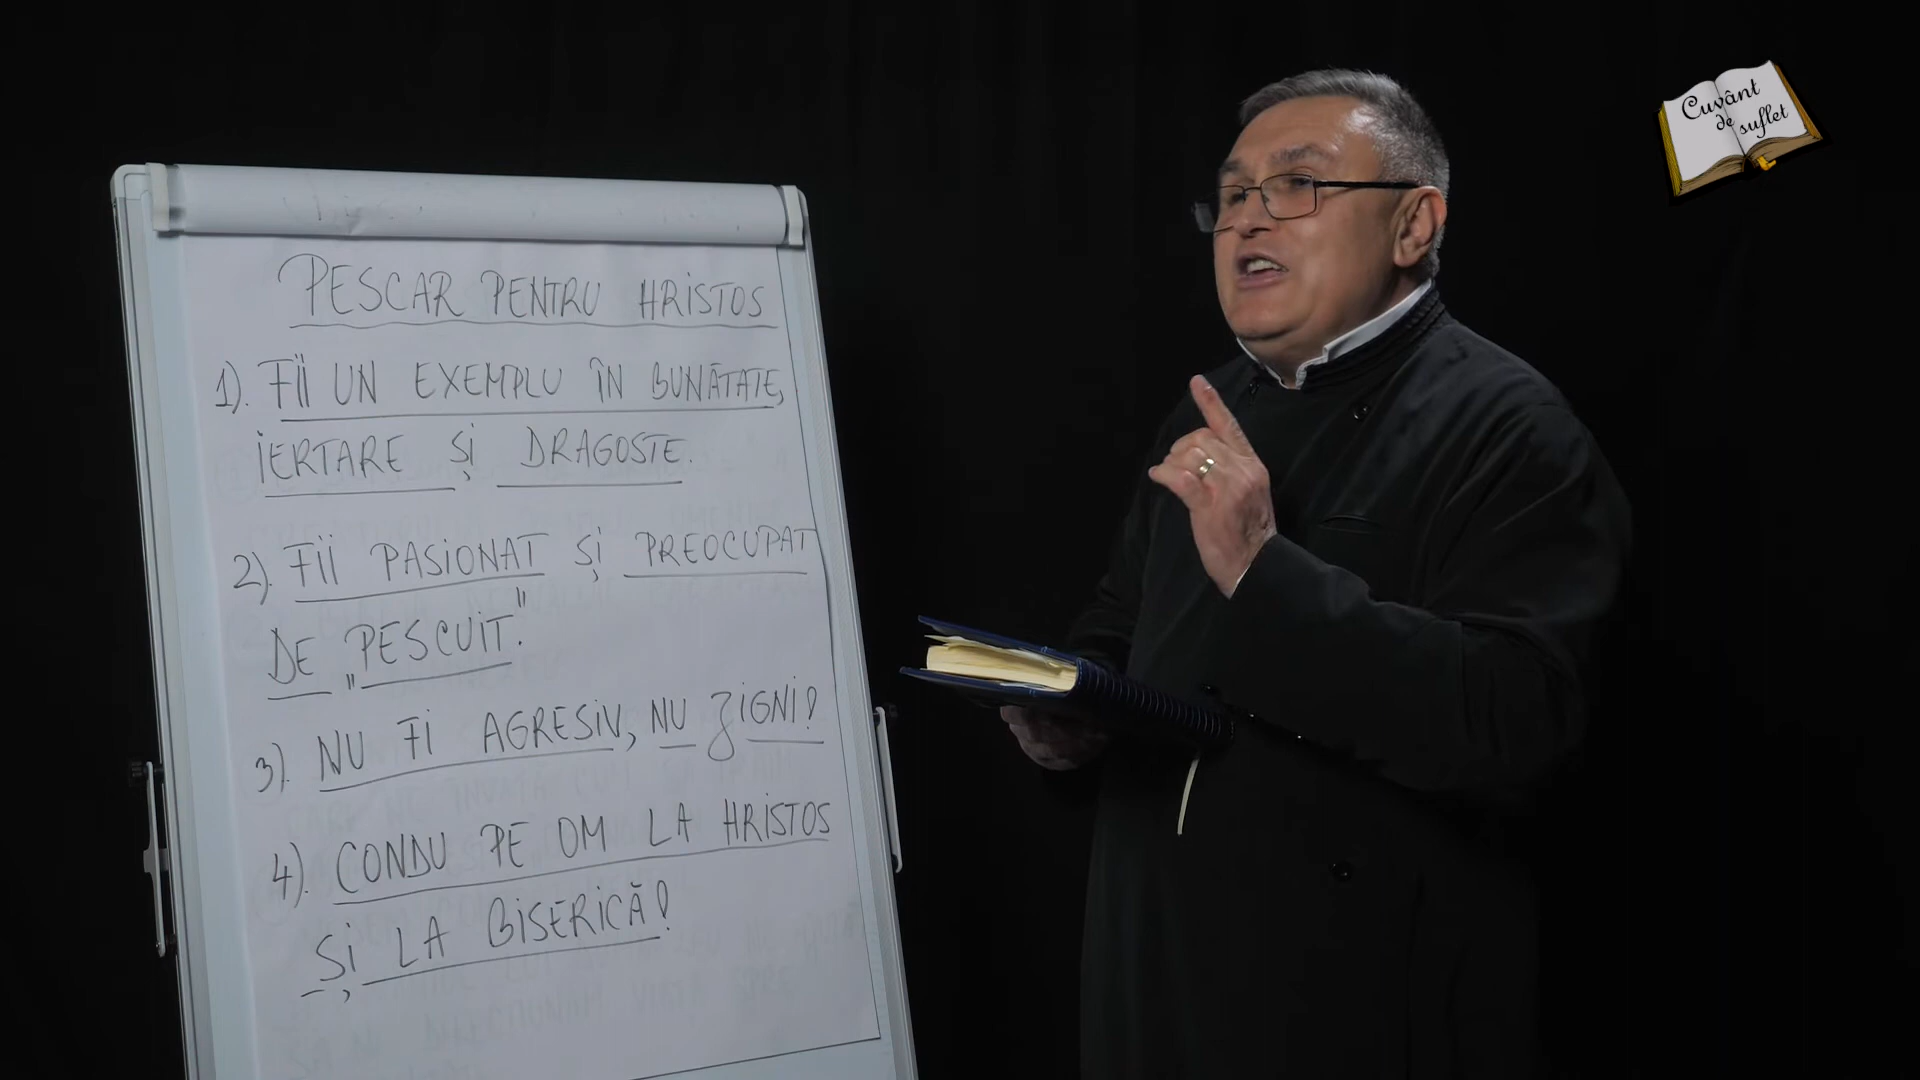 PESCAR PENTRU HRISTOS
1). FII UN EXEMPLU ÎN BUNĂTATE,
IERTARE ȘI DRAGOSTE.
2). FII PASIONAT ȘI PREOCUPAT
DE „PESCUIT."
3). NU FI AGRESIV, NU JIGNI!
4). CONDU PE OM LA HRISTOS
ȘI LA BISERICĂ!
Cuvânt
de suflet